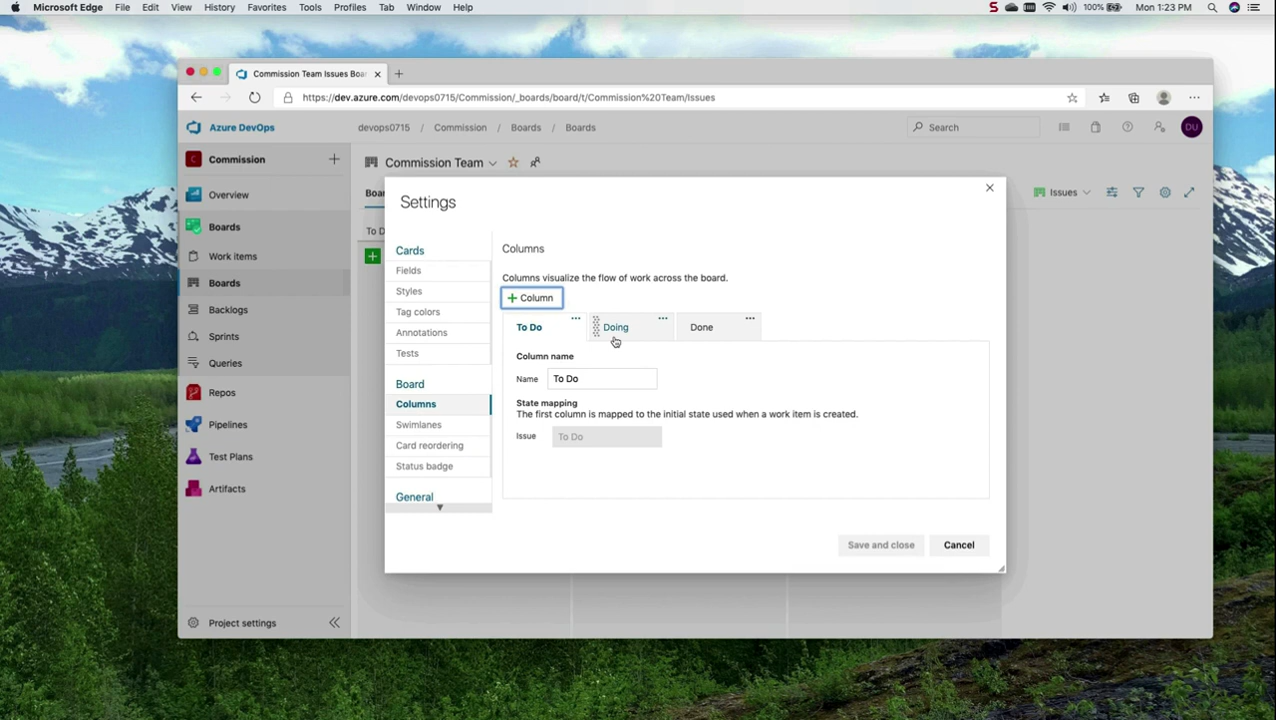 Microsoft Edge File Edit View History Favorites Tools Profiles Tab Window Help S 100% Mon 1:23 PM
Commission Team Issues Boar
https://dev.azure.com/devops0715/Commission/_boards/board/t/Commission%20Team/Issues
Azure DevOps devops0715 / Commission / Boards / Boards Search DU
C Commission
Commission Team
Overview
Boar
Issues
Boards
To D
Work items
Boards
Backlogs
Sprints
Queries
Repos
Pipelines
Test Plans
Artifacts
Project settings
Settings
Cards
Fields
Styles
Tag colors
Annotations
Tests
Board
Columns
Swimlanes
Card reordering
Status badge
General
Columns
Columns visualize the flow of work across the board.
+ Column
To Do ... Doing ... Done ...
Column name
Name To Do
State mapping
The first column is mapped to the initial state used when a work item is created.
Issue To Do
Save and close Cancel